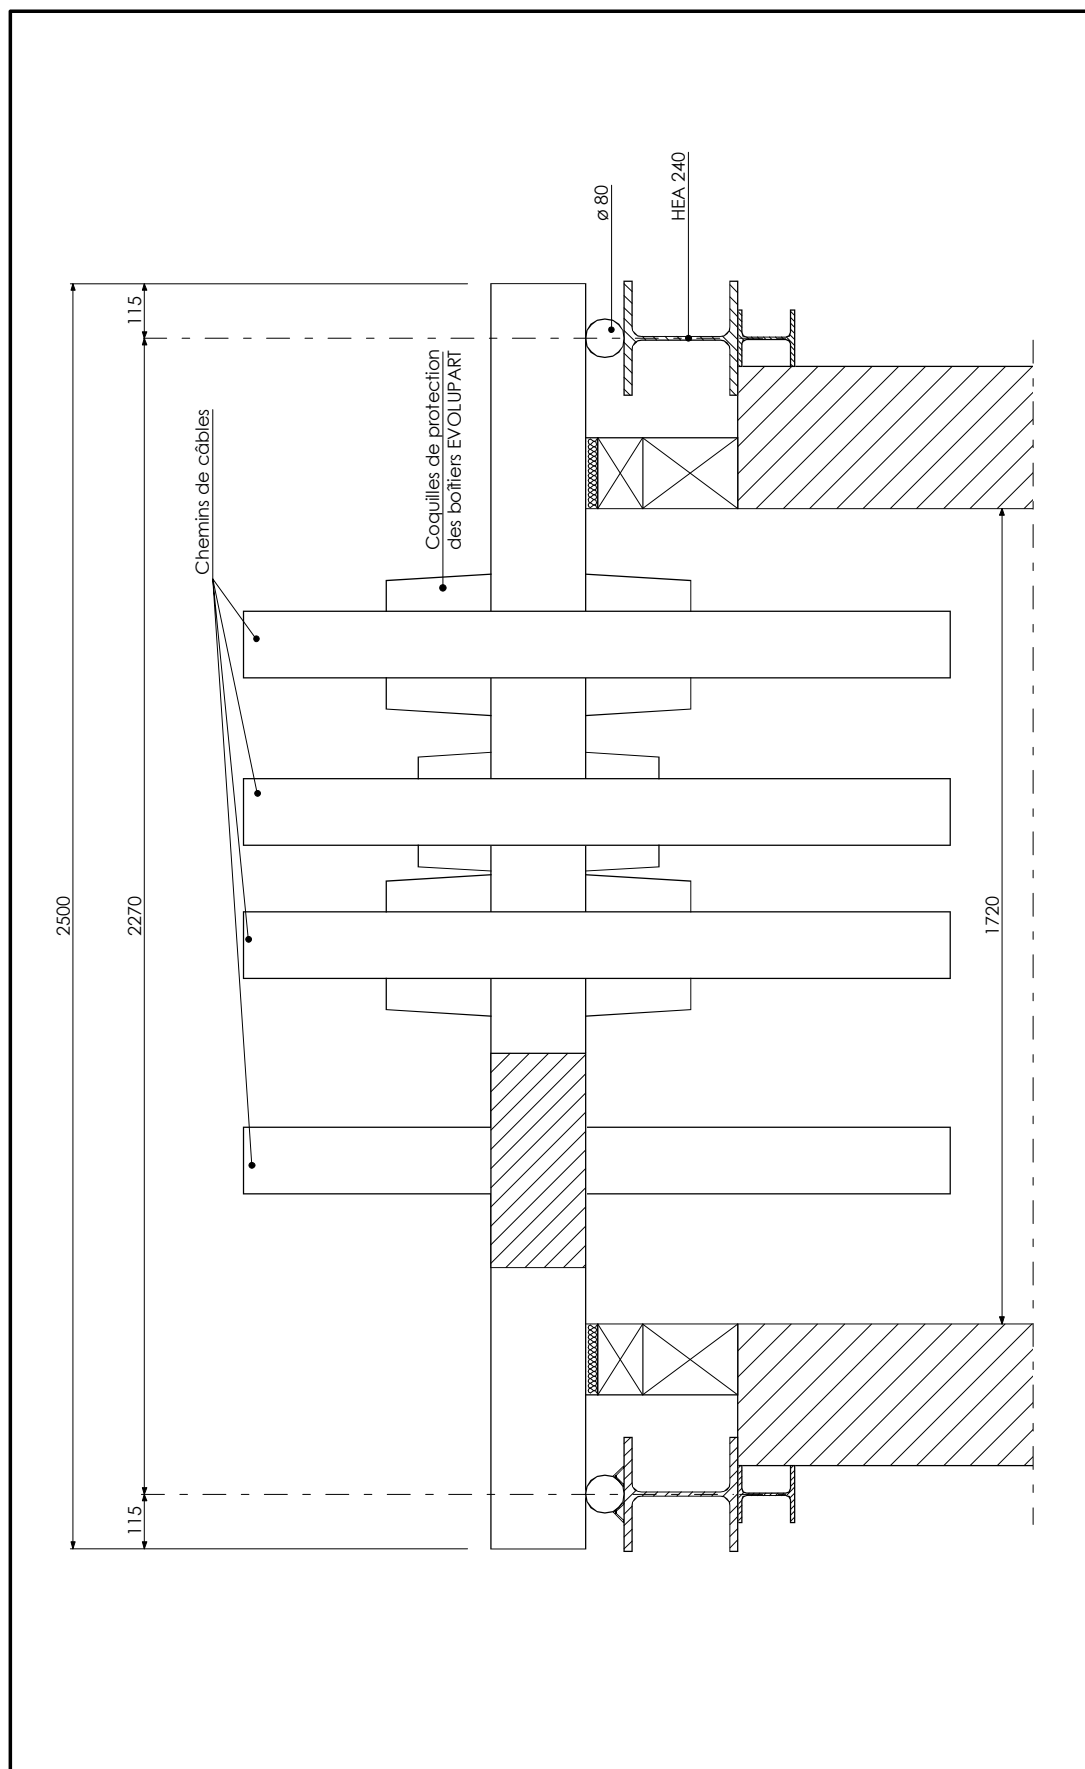 2500
115
2270
115
Chemins de câbles
Coquilles de protection
des boîtiers EVOLUPART
ø 80
HEA 240
1720